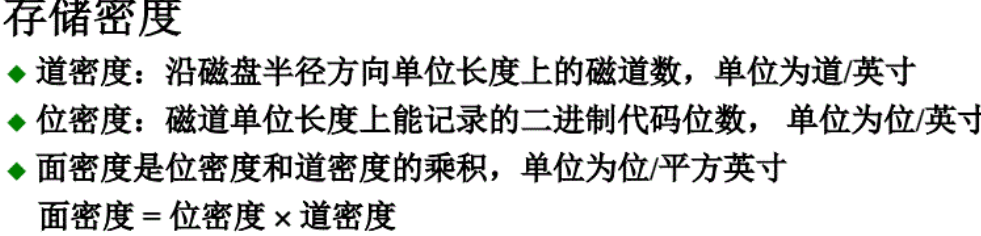 存储密度
◆ 道密度：沿磁盘半径方向单位长度上的磁道数，单位为道/英寸
◆ 位密度：磁道单位长度上能记录的二进制代码位数， 单位为位/英寸
◆ 面密度是位密度和道密度的乘积，单位为位/平方英寸
面密度 = 位密度 × 道密度